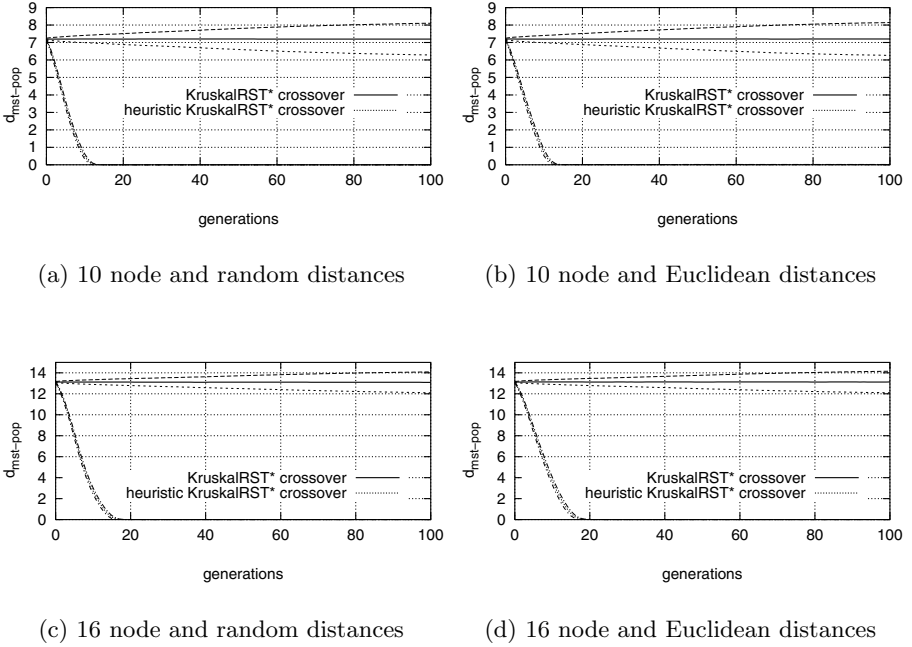 9
8
7
6
5
4
3
2
1
0
d_mst-pop
KruskalRST* crossover
heuristic KruskalRST* crossover
0 20 40 60 80 100
generations
(a) 10 node and random distances
9
8
7
6
5
4
3
2
1
0
d_mst-pop
KruskalRST* crossover
heuristic KruskalRST* crossover
0 20 40 60 80 100
generations
(b) 10 node and Euclidean distances
14
12
10
8
6
4
2
0
d_mst-pop
KruskalRST* crossover
heuristic KruskalRST* crossover
0 20 40 60 80 100
generations
(c) 16 node and random distances
14
12
10
8
6
4
2
0
d_mst-pop
KruskalRST* crossover
heuristic KruskalRST* crossover
0 20 40 60 80 100
generations
(d) 16 node and Euclidean distances